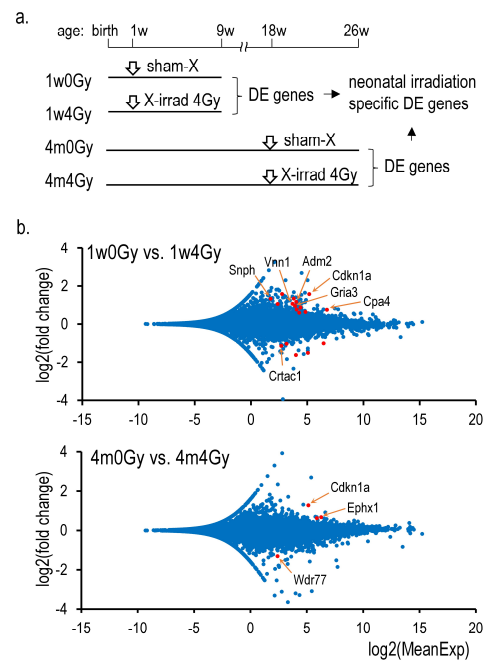 a.
age: birth 1w 9w 18w 26w
1w0Gy sham-X
1w4Gy X-irrad 4Gy
DE genes
neonatal irradiation
specific DE genes
4m0Gy sham-X
4m4Gy X-irrad 4Gy
DE genes
b.
1w0Gy vs. 1w4Gy
log2(fold change)
4
2
0
-2
-4
Snph Vnn1 Adm2
Cdkn1a
Gria3
Cpa4
Crtac1
-15 -10 -5 0 5 10 15 20
4m0Gy vs. 4m4Gy
log2(fold change)
4
2
0
-2
-4
Cdkn1a
Ephx1
Wdr77
-15 -10 -5 0 5 10 15 20
log2(MeanExp)